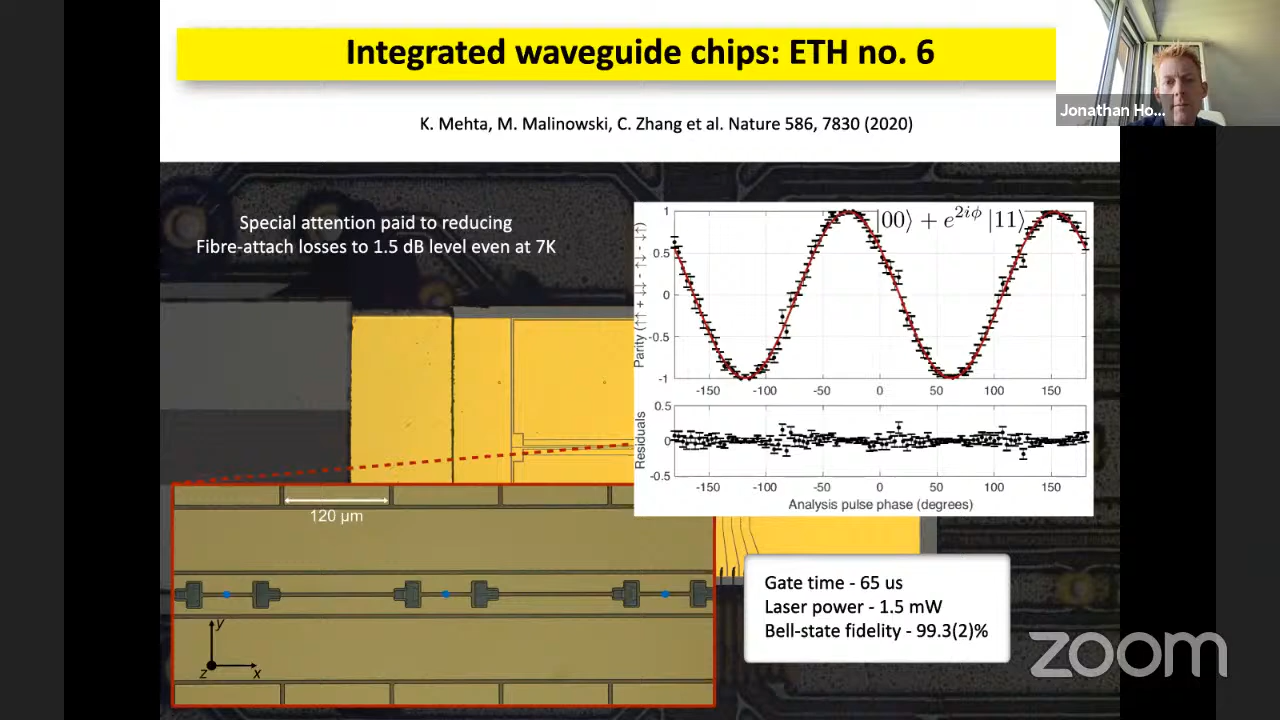 Integrated waveguide chips: ETH no. 6
Jonathan Ho...
K. Mehta, M. Malinowski, C. Zhang et al. Nature 586, 7830 (2020)
Special attention paid to reducing
Fibre-attach losses to 1.5 dB level even at 7K
|00⟩ + e^{2iϕ} |11⟩
Parity (↑↑ + ↓↓ - ↑↓ - ↓↑)
1
0.5
0
-0.5
-1
-150 -100 -50 0 50 100 150
Residuals
0.5
0
-0.5
-150 -100 -50 0 50 100 150
Analysis pulse phase (degrees)
120 μm
y
z
x
Gate time - 65 us
Laser power - 1.5 mW
Bell-state fidelity - 99.3(2)%
zoom